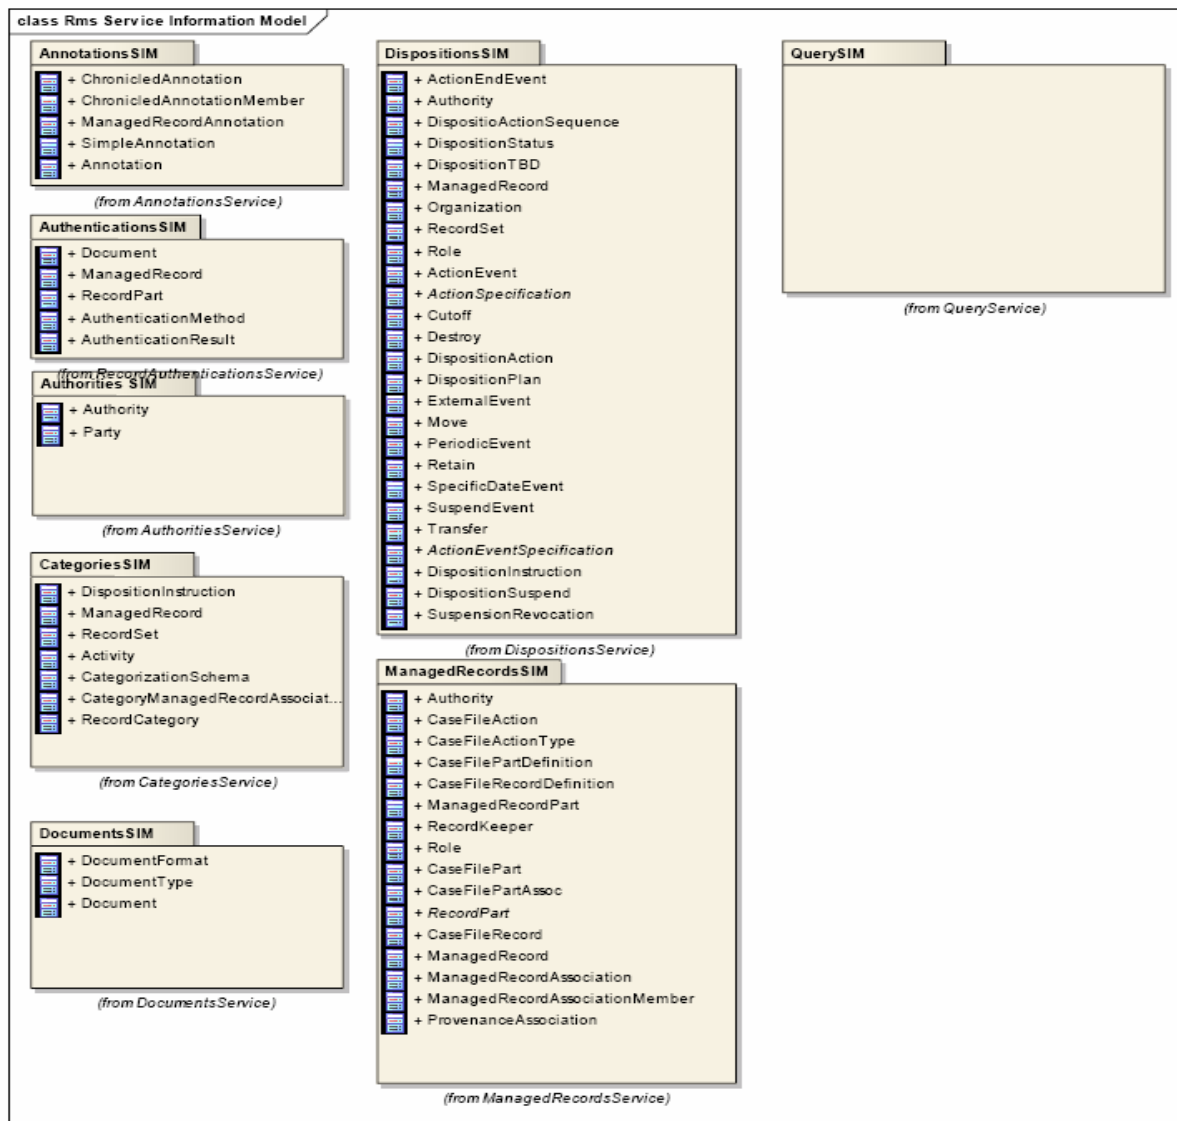 class Rms Service Information Model
AnnotationsSIM
+ ChronicledAnnotation
+ ChronicledAnnotationMember
+ ManagedRecordAnnotation
+ SimpleAnnotation
+ Annotation
(from AnnotationsService)
AuthenticationsSIM
+ Document
+ ManagedRecord
+ RecordPart
+ AuthenticationMethod
+ AuthenticationResult
(from RecordAuthenticationsService)
Authorities SIM
+ Authority
+ Party
(from AuthoritiesService)
CategoriesSIM
+ DispositionInstruction
+ ManagedRecord
+ RecordSet
+ Activity
+ CategorizationSchema
+ CategoryManagedRecordAssociat...
+ RecordCategory
(from CategoriesService)
DocumentsSIM
+ DocumentFormat
+ DocumentType
+ Document
(from DocumentsService)
DispositionsSIM
+ ActionEndEvent
+ Authority
+ DispositioActionSequence
+ DispositionStatus
+ DispositionTBD
+ ManagedRecord
+ Organization
+ RecordSet
+ Role
+ ActionEvent
+ ActionSpecification
+ Cutoff
+ Destroy
+ DispositionAction
+ DispositionPlan
+ ExternalEvent
+ Move
+ PeriodicEvent
+ Retain
+ SpecificDateEvent
+ SuspendEvent
+ Transfer
+ ActionEventSpecification
+ DispositionInstruction
+ DispositionSuspend
+ SuspensionRevocation
(from DispositionsService)
ManagedRecordsSIM
+ Authority
+ CaseFileAction
+ CaseFileActionType
+ CaseFilePartDefinition
+ CaseFileRecordDefinition
+ ManagedRecordPart
+ RecordKeeper
+ Role
+ CaseFilePart
+ CaseFilePartAssoc
+ RecordPart
+ CaseFileRecord
+ ManagedRecord
+ ManagedRecordAssociation
+ ManagedRecordAssociationMember
+ ProvenanceAssociation
(from ManagedRecordsService)
QuerySIM
(from QueryService)